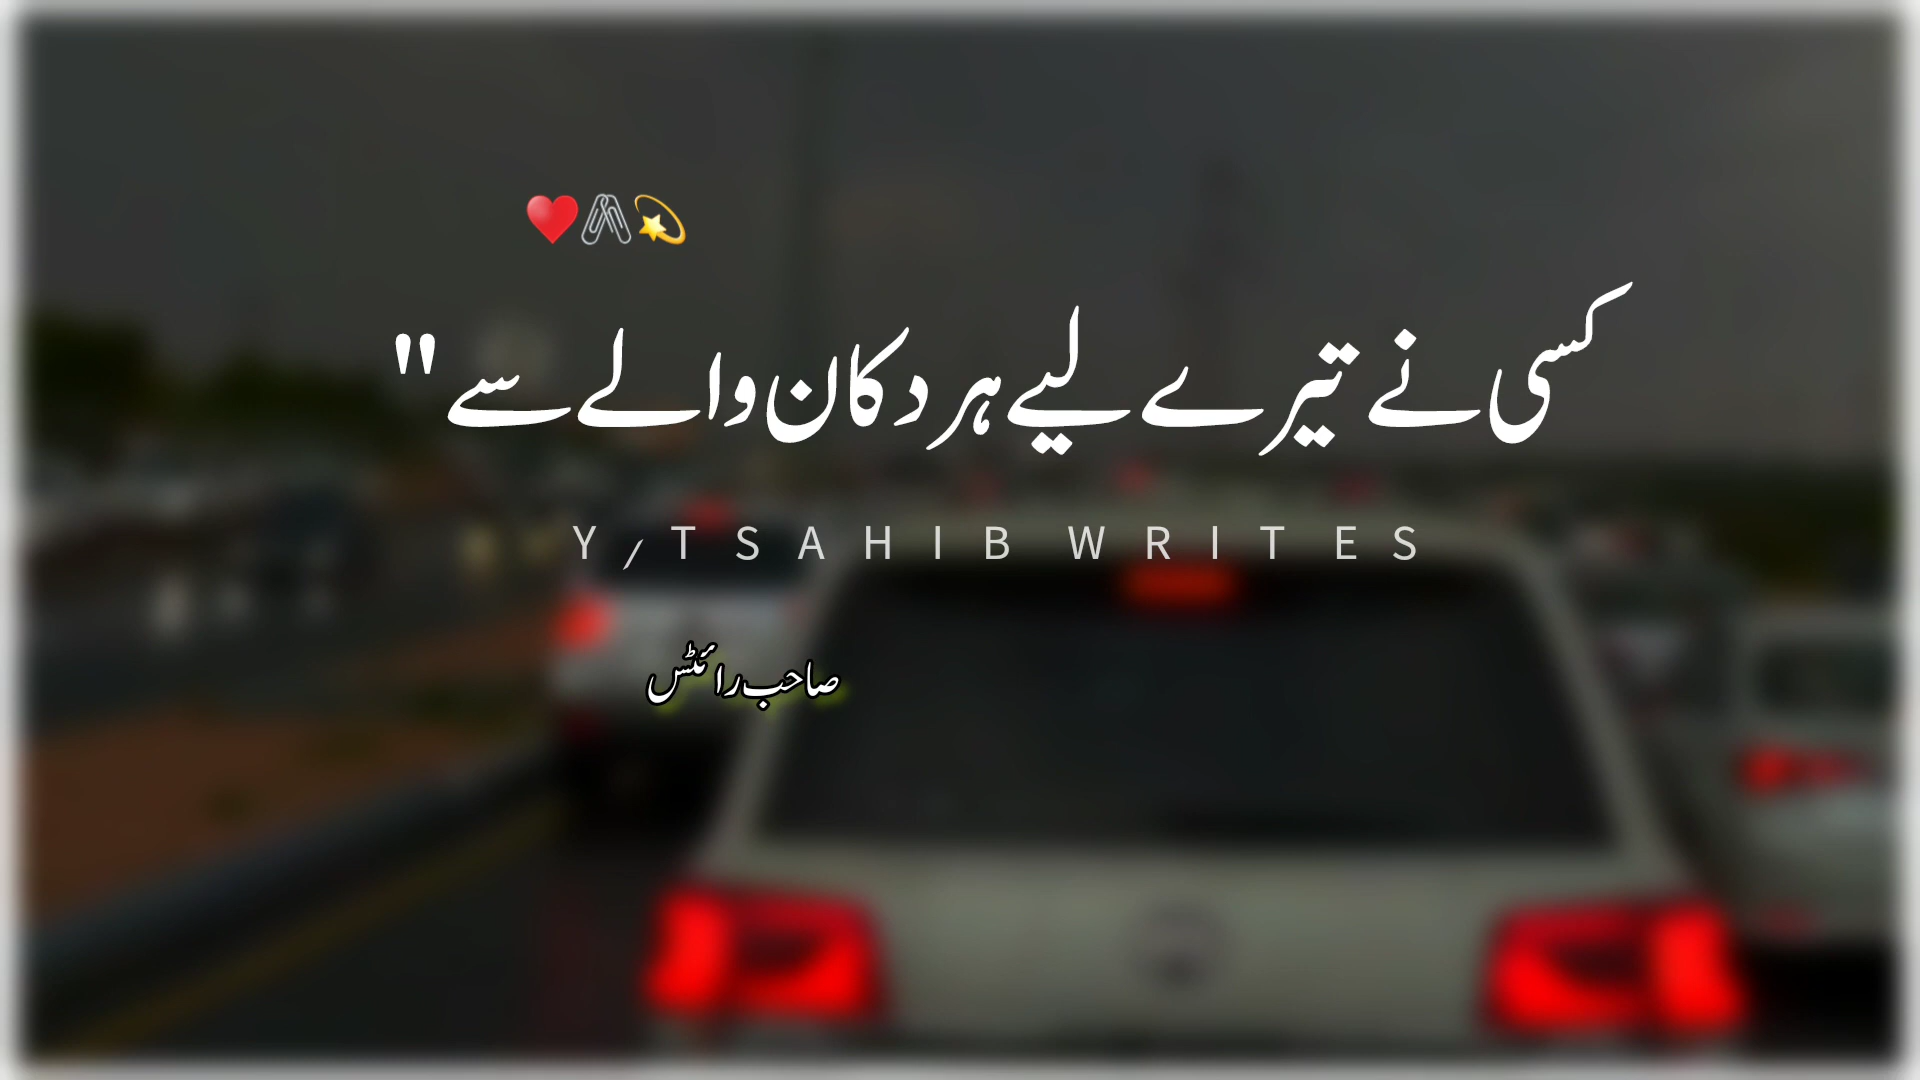 ♥️🖇️💫
کسی نے تیرے لیے ہر دکان والے سے "
Y/T SAHIB WRITES
صاحب رائٹس